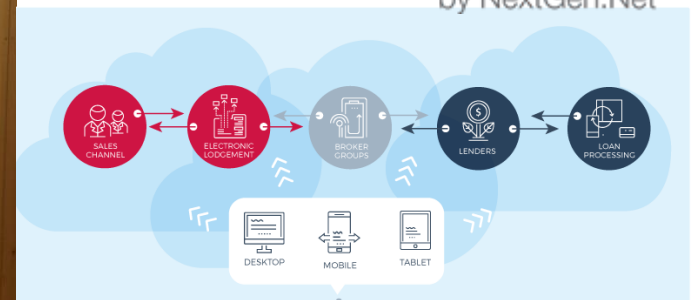 by NextGen.Net
SALES
CHANNEL
ELECTRONIC
LODGEMENT
BROKER
GROUPS
$
LENDERS
LOAN
PROCESSING
DESKTOP
MOBILE
TABLET